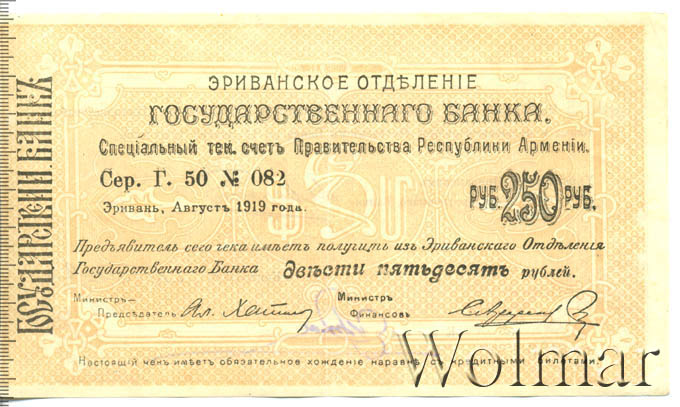 ГОСУДАРСТВЕННЫЙ БАНКЪ
ЭРИВАНСКОЕ ОТДѢЛЕНІЕ
ГОСУДАРСТВЕННАГО БАНКА.
Спеціальный тек. счетъ Правительства Республики Арменіи.
Сер. Г. 50 № 082
РУБ. 250 РУБ.
Эривань, Августъ 1919 года.
Предъявитель сего чека имѣетъ получить изъ Эриванскаго Отдѣленія
Государственнаго Банка двѣсти пятьдесятъ рублей.
Министръ-
Предсѣдатель
Министръ
Финансовъ
Настоящій чекъ имѣетъ обязательное хожденіе наравнѣ съ кредитными билетами.
Wolmar